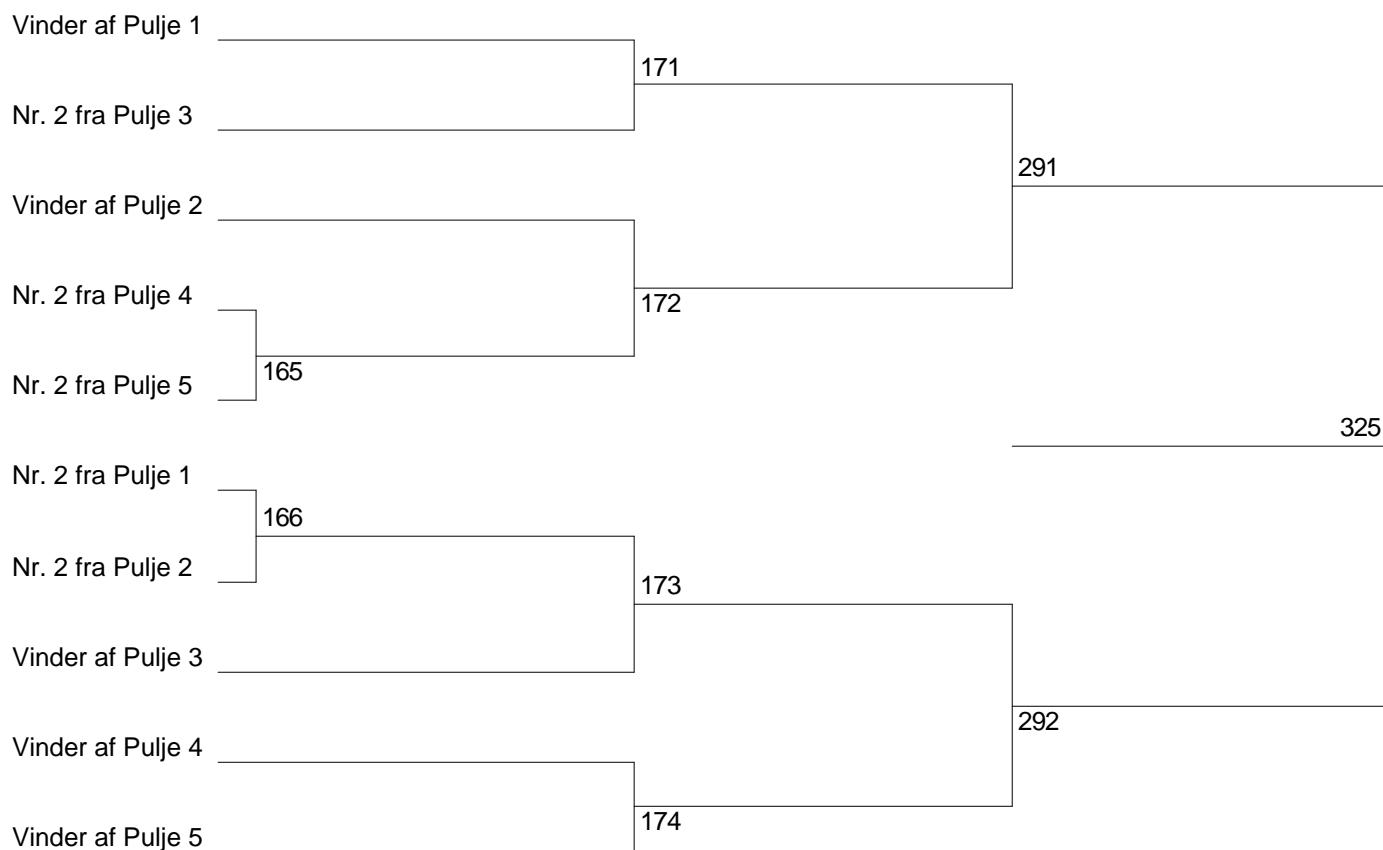 Vinder af Pulje 1
171
Nr. 2 fra Pulje 3
291
Vinder af Pulje 2
Nr. 2 fra Pulje 4
172
165
Nr. 2 fra Pulje 5
325
Nr. 2 fra Pulje 1
166
Nr. 2 fra Pulje 2
173
Vinder af Pulje 3
292
Vinder af Pulje 4
174
Vinder af Pulje 5